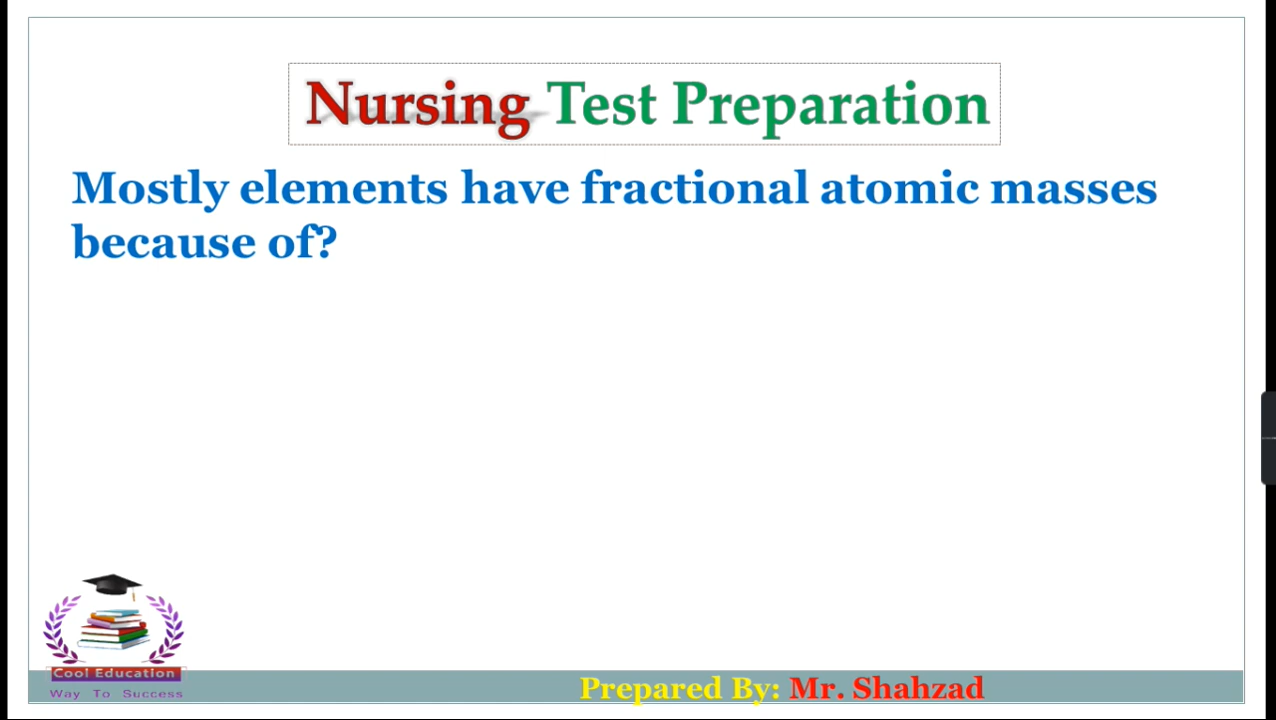 Nursing Test Preparation
Mostly elements have fractional atomic masses
because of?
Cool Education
Way To Success
Prepared By: Mr. Shahzad